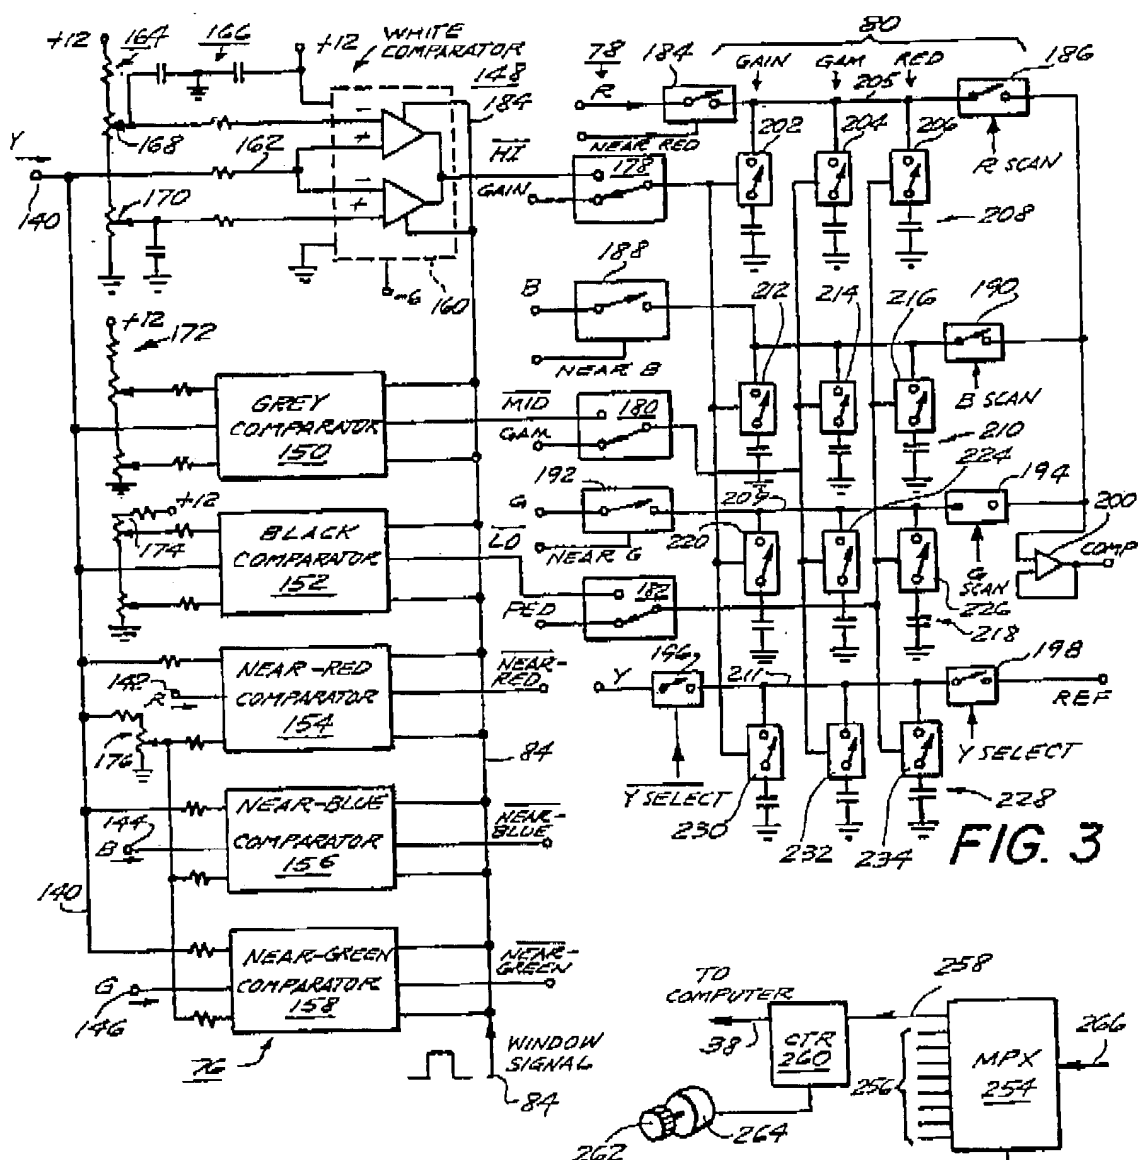 +12
164
166
+12
WHITE
COMPARATOR
148
184
Y
168
162
HI
140
170
-6
160
78
184
R
NEAR RED
178
GAIN
80
GAIN
GAM
RED
205
186
202
204
206
R SCAN
208
188
B
NEAR B
212
214
216
190
B SCAN
210
+12
172
GREY
COMPARATOR
150
MID
GAM
180
224
192
G
NEAR G
209
194
200
COMP
220
G
SCAN
226
218
+12
174
BLACK
COMPARATOR
152
LO
PED
182
142
R
NEAR-RED
COMPARATOR
154
NEAR-
RED
176
84
Y
196
211
198
REF
Y SELECT
Y SELECT
230
232
234
228
FIG. 3
144
B
NEAR-BLUE
COMPARATOR
156
NEAR-
BLUE
140
G
146
NEAR-GREEN
COMPARATOR
158
NEAR-
GREEN
76
WINDOW
SIGNAL
84
TO
COMPUTER
38
CTR
260
258
256
MPX
254
266
262
264